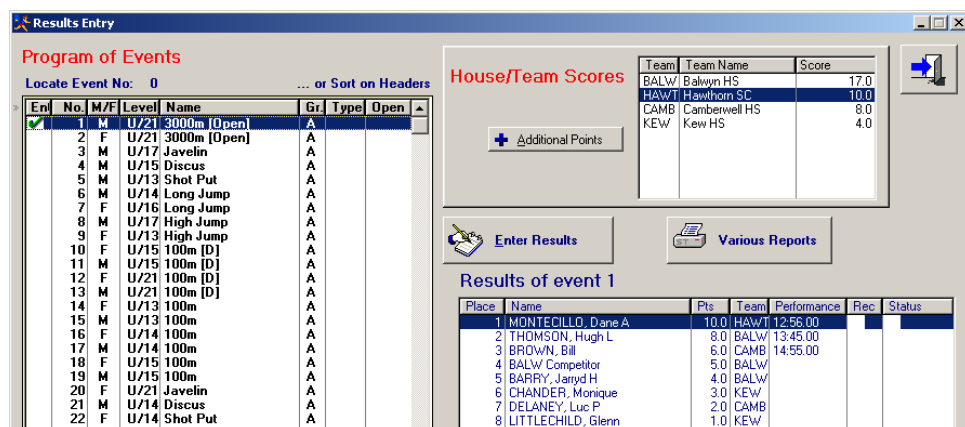 Results Entry
Program of Events
Locate Event No: 0 ... or Sort on Headers
En No. M/F Level Name Gr. Type Open
1 M U/21 3000m [Open] A
2 F U/21 3000m [Open] A
3 M U/17 Javelin A
4 M U/15 Discus A
5 M U/13 Shot Put A
6 M U/14 Long Jump A
7 F U/16 Long Jump A
8 M U/17 High Jump A
9 F U/13 High Jump A
10 F U/15 100m [D] A
11 M U/15 100m [D] A
12 F U/21 100m [D] A
13 M U/21 100m [D] A
14 F U/13 100m A
15 M U/13 100m A
16 F U/14 100m A
17 M U/14 100m A
18 F U/15 100m A
19 M U/15 100m A
20 F U/21 Javelin A
21 M U/14 Discus A
22 F U/14 Shot Put A
House/Team Scores
Additional Points
Team Team Name Score
BALW Balwyn HS 17.0
HAWT Hawthorn SC 10.0
CAMB Camberwell HS 8.0
KEW Kew HS 4.0
Enter Results
Various Reports
Results of event 1
Place Name Pts Team Performance Rec Status
1 MONTECILLO, Dane A 10.0 HAWT 12:56.00
2 THOMSON, Hugh L 8.0 BALW 13:45.00
3 BROWN, Bill 6.0 CAMB 14:55.00
4 BALW Competitor 5.0 BALW
5 BARRY, Jarryd H 4.0 BALW
6 CHANDER, Monique 3.0 KEW
7 DELANEY, Luc P 2.0 CAMB
8 LITTLECHILD, Glenn 1.0 KEW